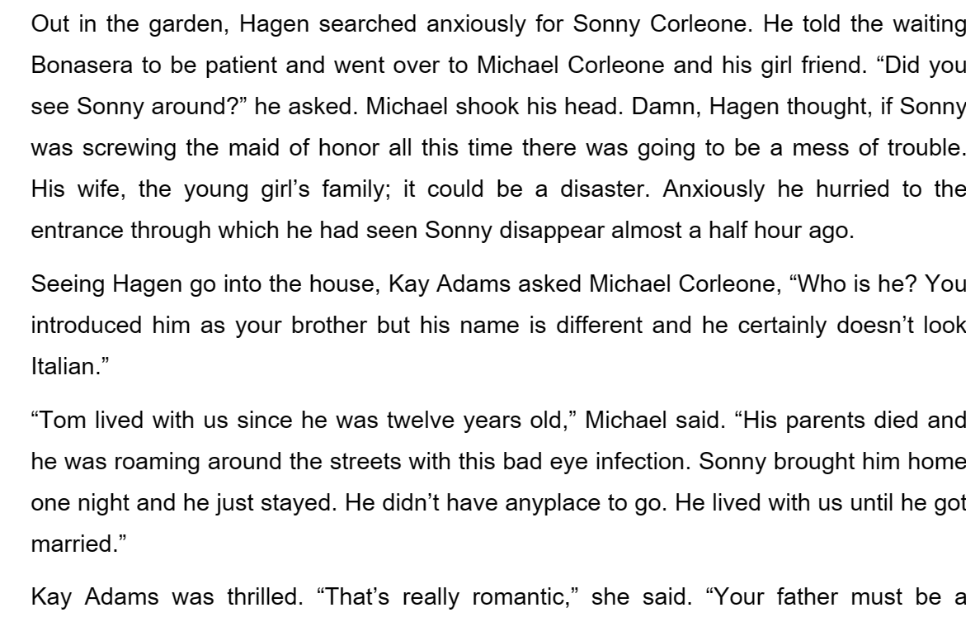 Out in the garden, Hagen searched anxiously for Sonny Corleone. He told the waiting
Bonasera to be patient and went over to Michael Corleone and his girl friend. “Did you
see Sonny around?” he asked. Michael shook his head. Damn, Hagen thought, if Sonny
was screwing the maid of honor all this time there was going to be a mess of trouble.
His wife, the young girl’s family; it could be a disaster. Anxiously he hurried to the
entrance through which he had seen Sonny disappear almost a half hour ago.
Seeing Hagen go into the house, Kay Adams asked Michael Corleone, “Who is he? You
introduced him as your brother but his name is different and he certainly doesn’t look
Italian.”
“Tom lived with us since he was twelve years old,” Michael said. “His parents died and
he was roaming around the streets with this bad eye infection. Sonny brought him home
one night and he just stayed. He didn’t have anyplace to go. He lived with us until he got
married.”
Kay Adams was thrilled. “That’s really romantic,” she said. “Your father must be a